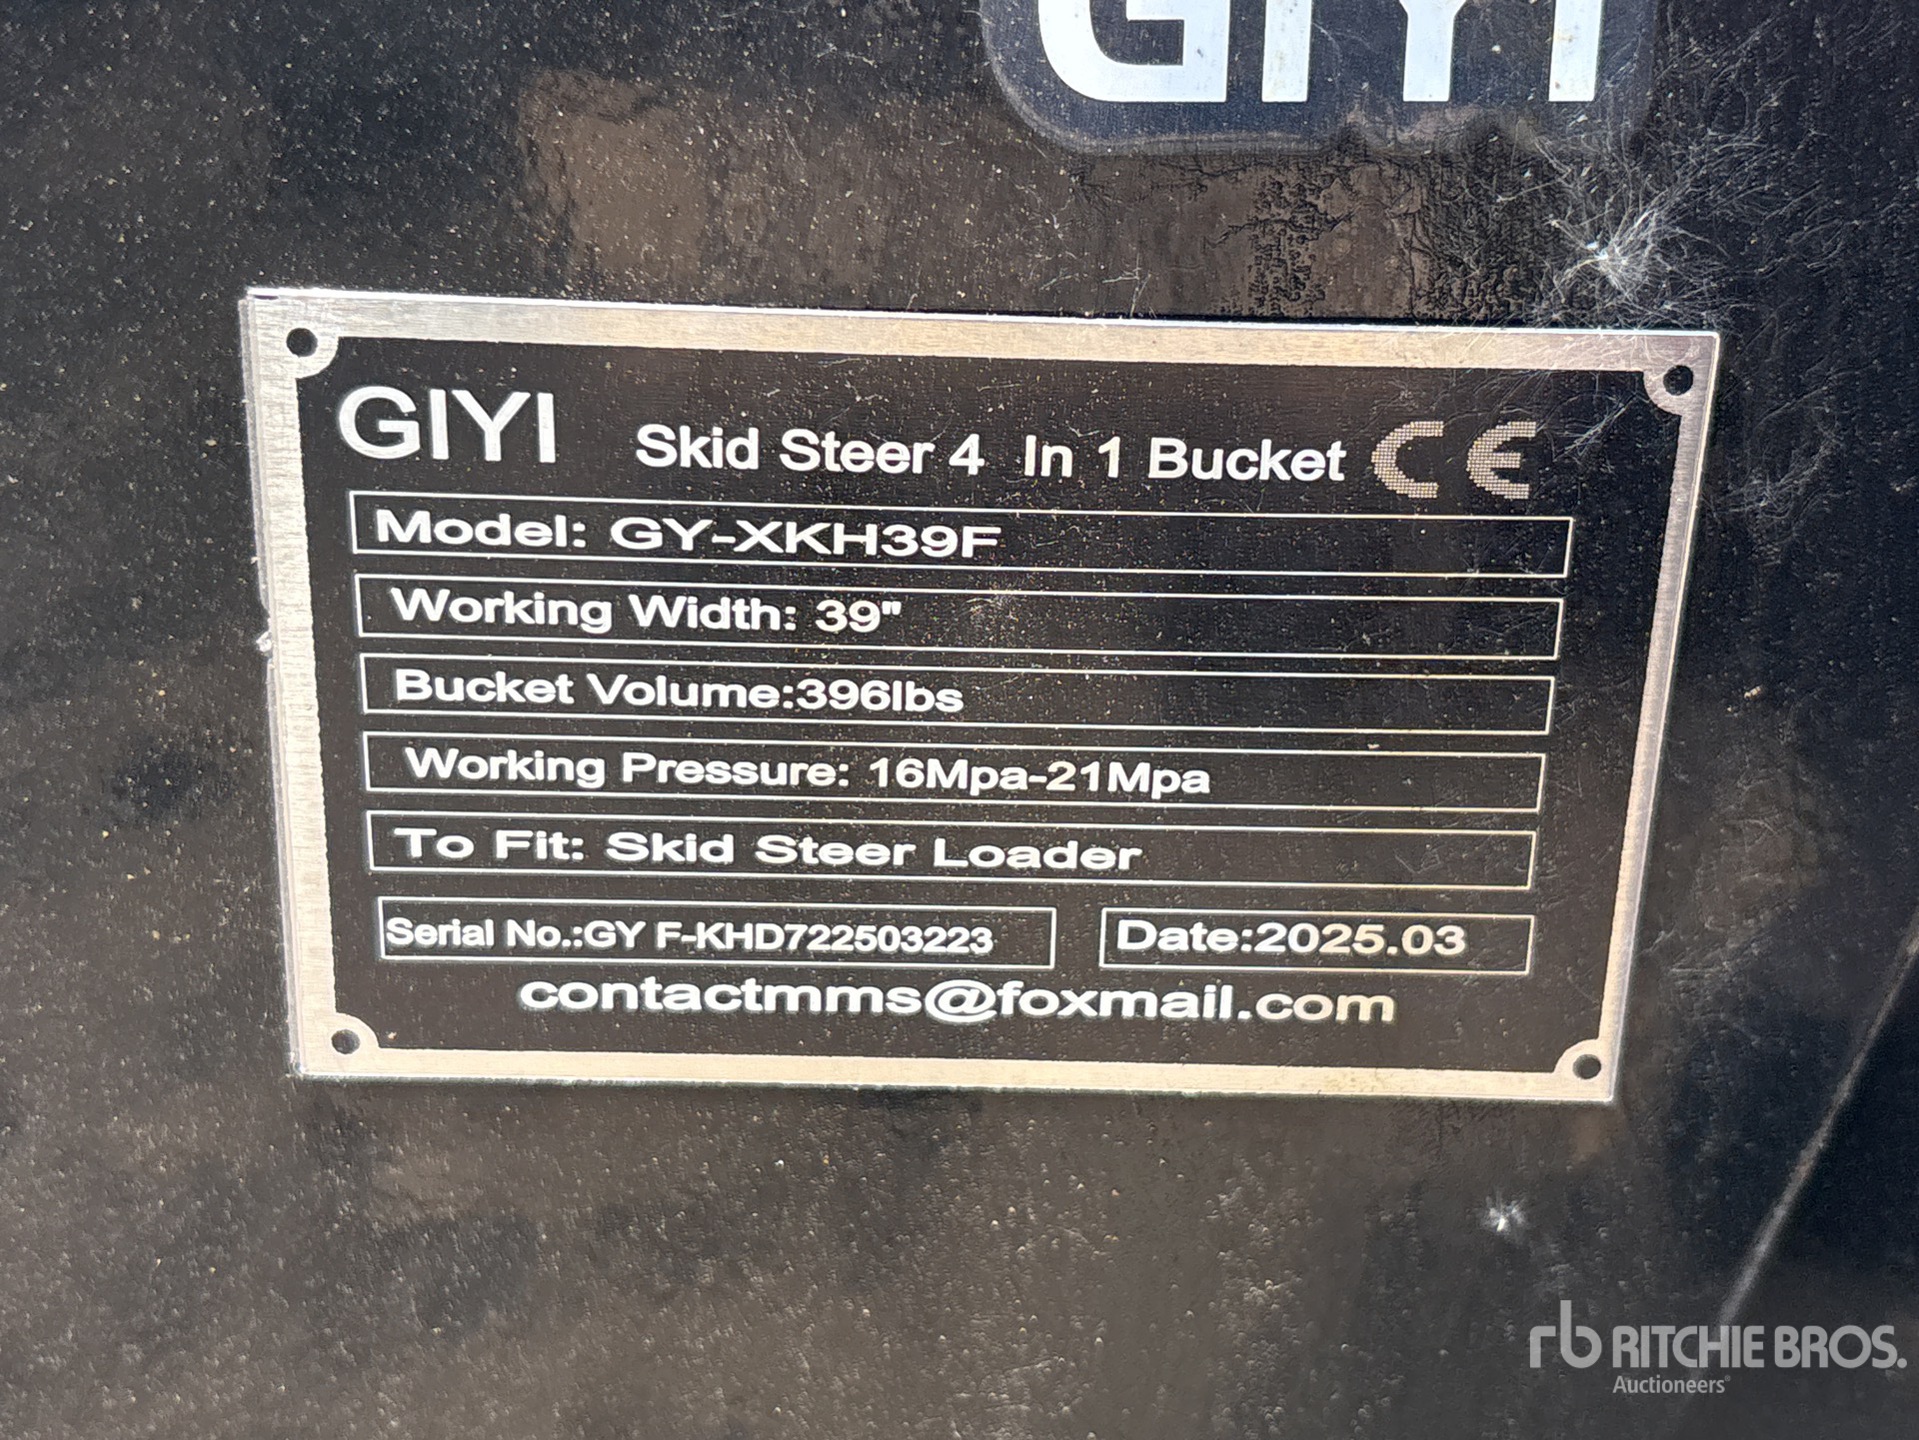 GIYI
GIYI Skid Steer 4 In 1 Bucket CE
Model: GY-XKH39F
Working Width: 39"
Bucket Volume:396lbs
Working Pressure: 16Mpa-21Mpa
To Fit: Skid Steer Loader
Serial No.:GY F-KHD722503223 Date:2025.03
contactmms@foxmail.com
rb RITCHIE BROS.
Auctioneers